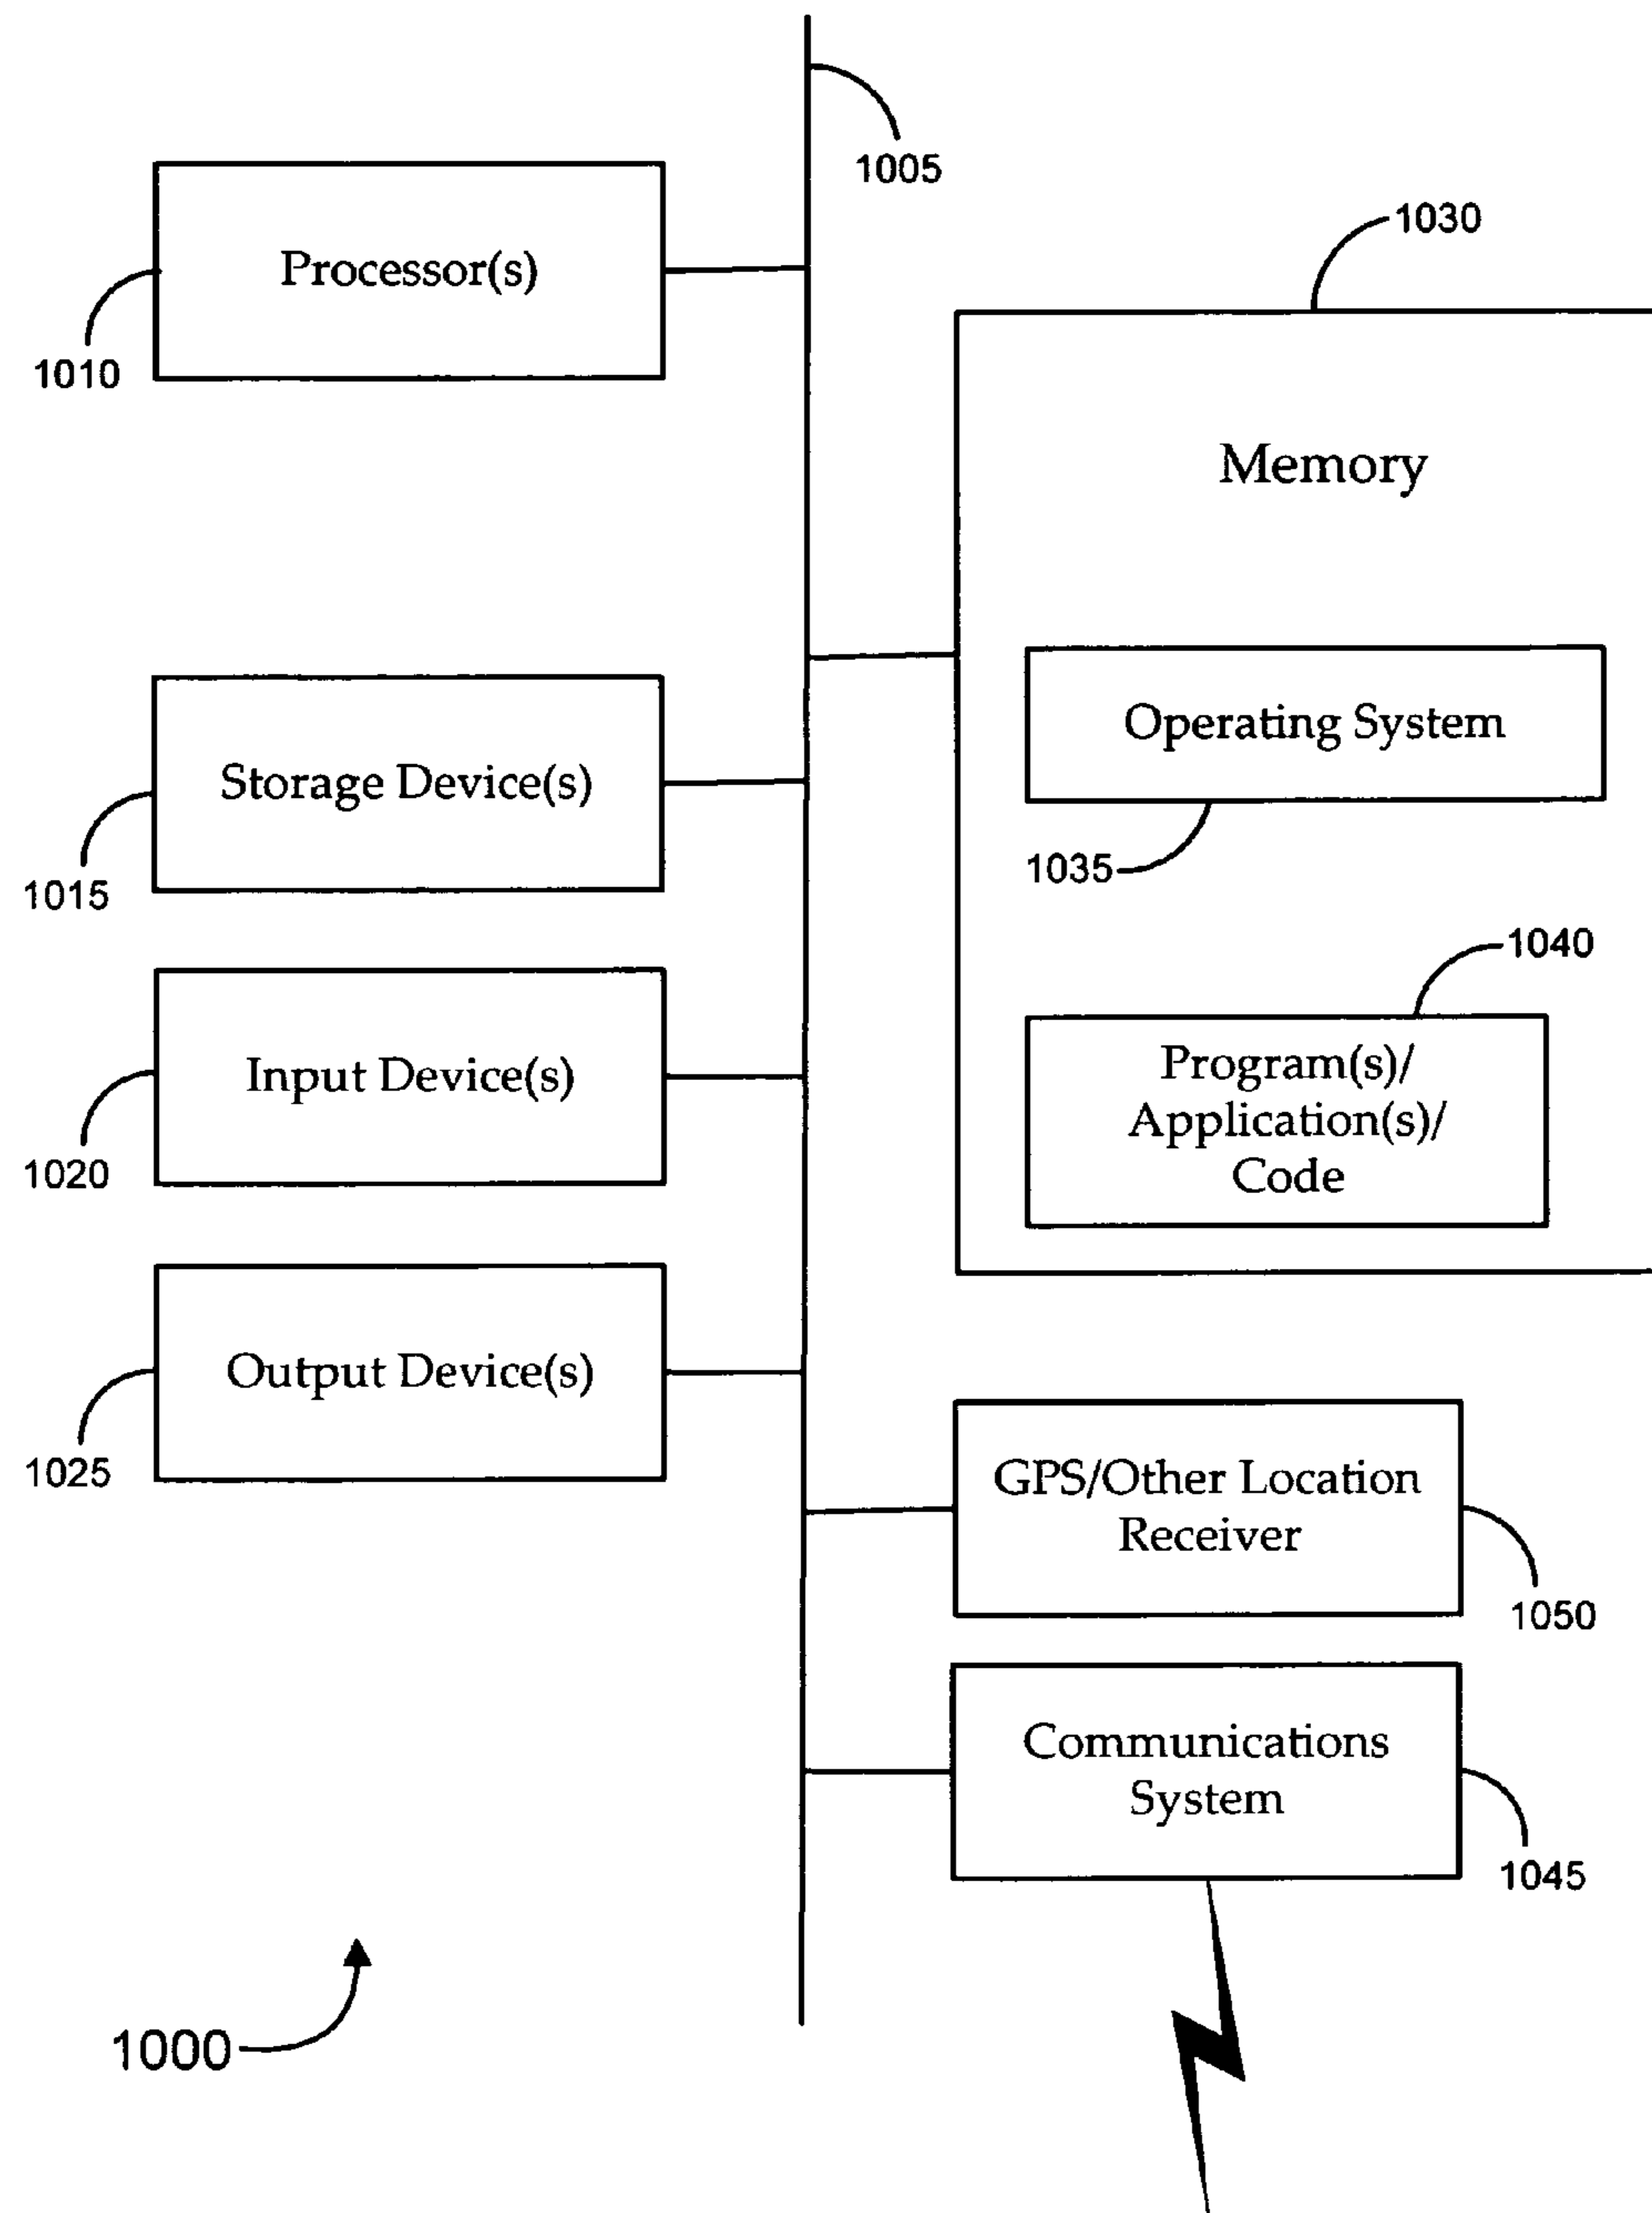 1005
Processor(s)
1010
1030
Memory
Operating System
1035
Storage Device(s)
1015
1040
Program(s)/
Application(s)/
Code
Input Device(s)
1020
Output Device(s)
1025
GPS/Other Location
Receiver
1050
Communications
System
1045
1000